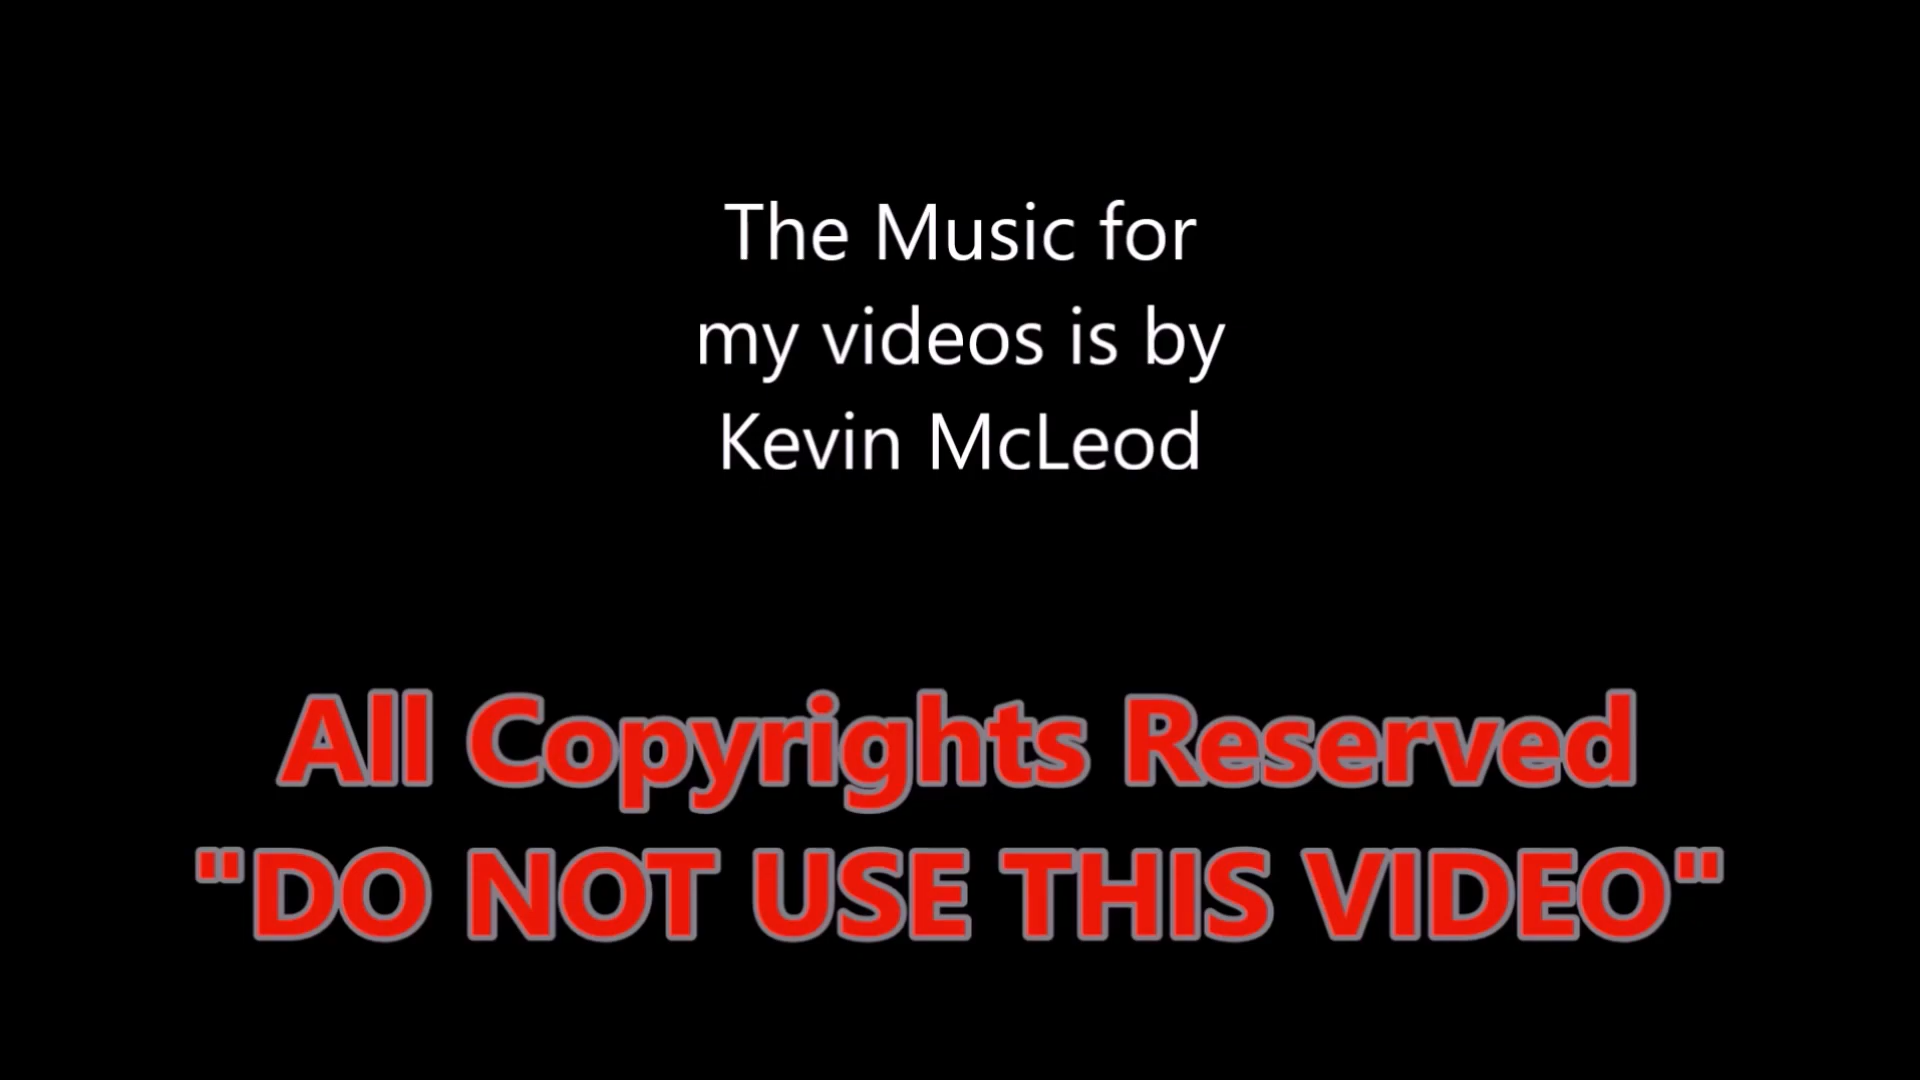 The Music for
my videos is by
Kevin McLeod
All Copyrights Reserved
"DO NOT USE THIS VIDEO"